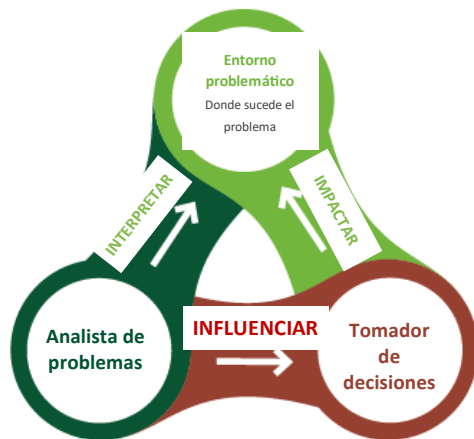 Entorno
problemático
Donde sucede el
problema
INTERPRETAR
IMPACTAR
Analista de
problemas
INFLUENCIAR
Tomador
de
decisiones